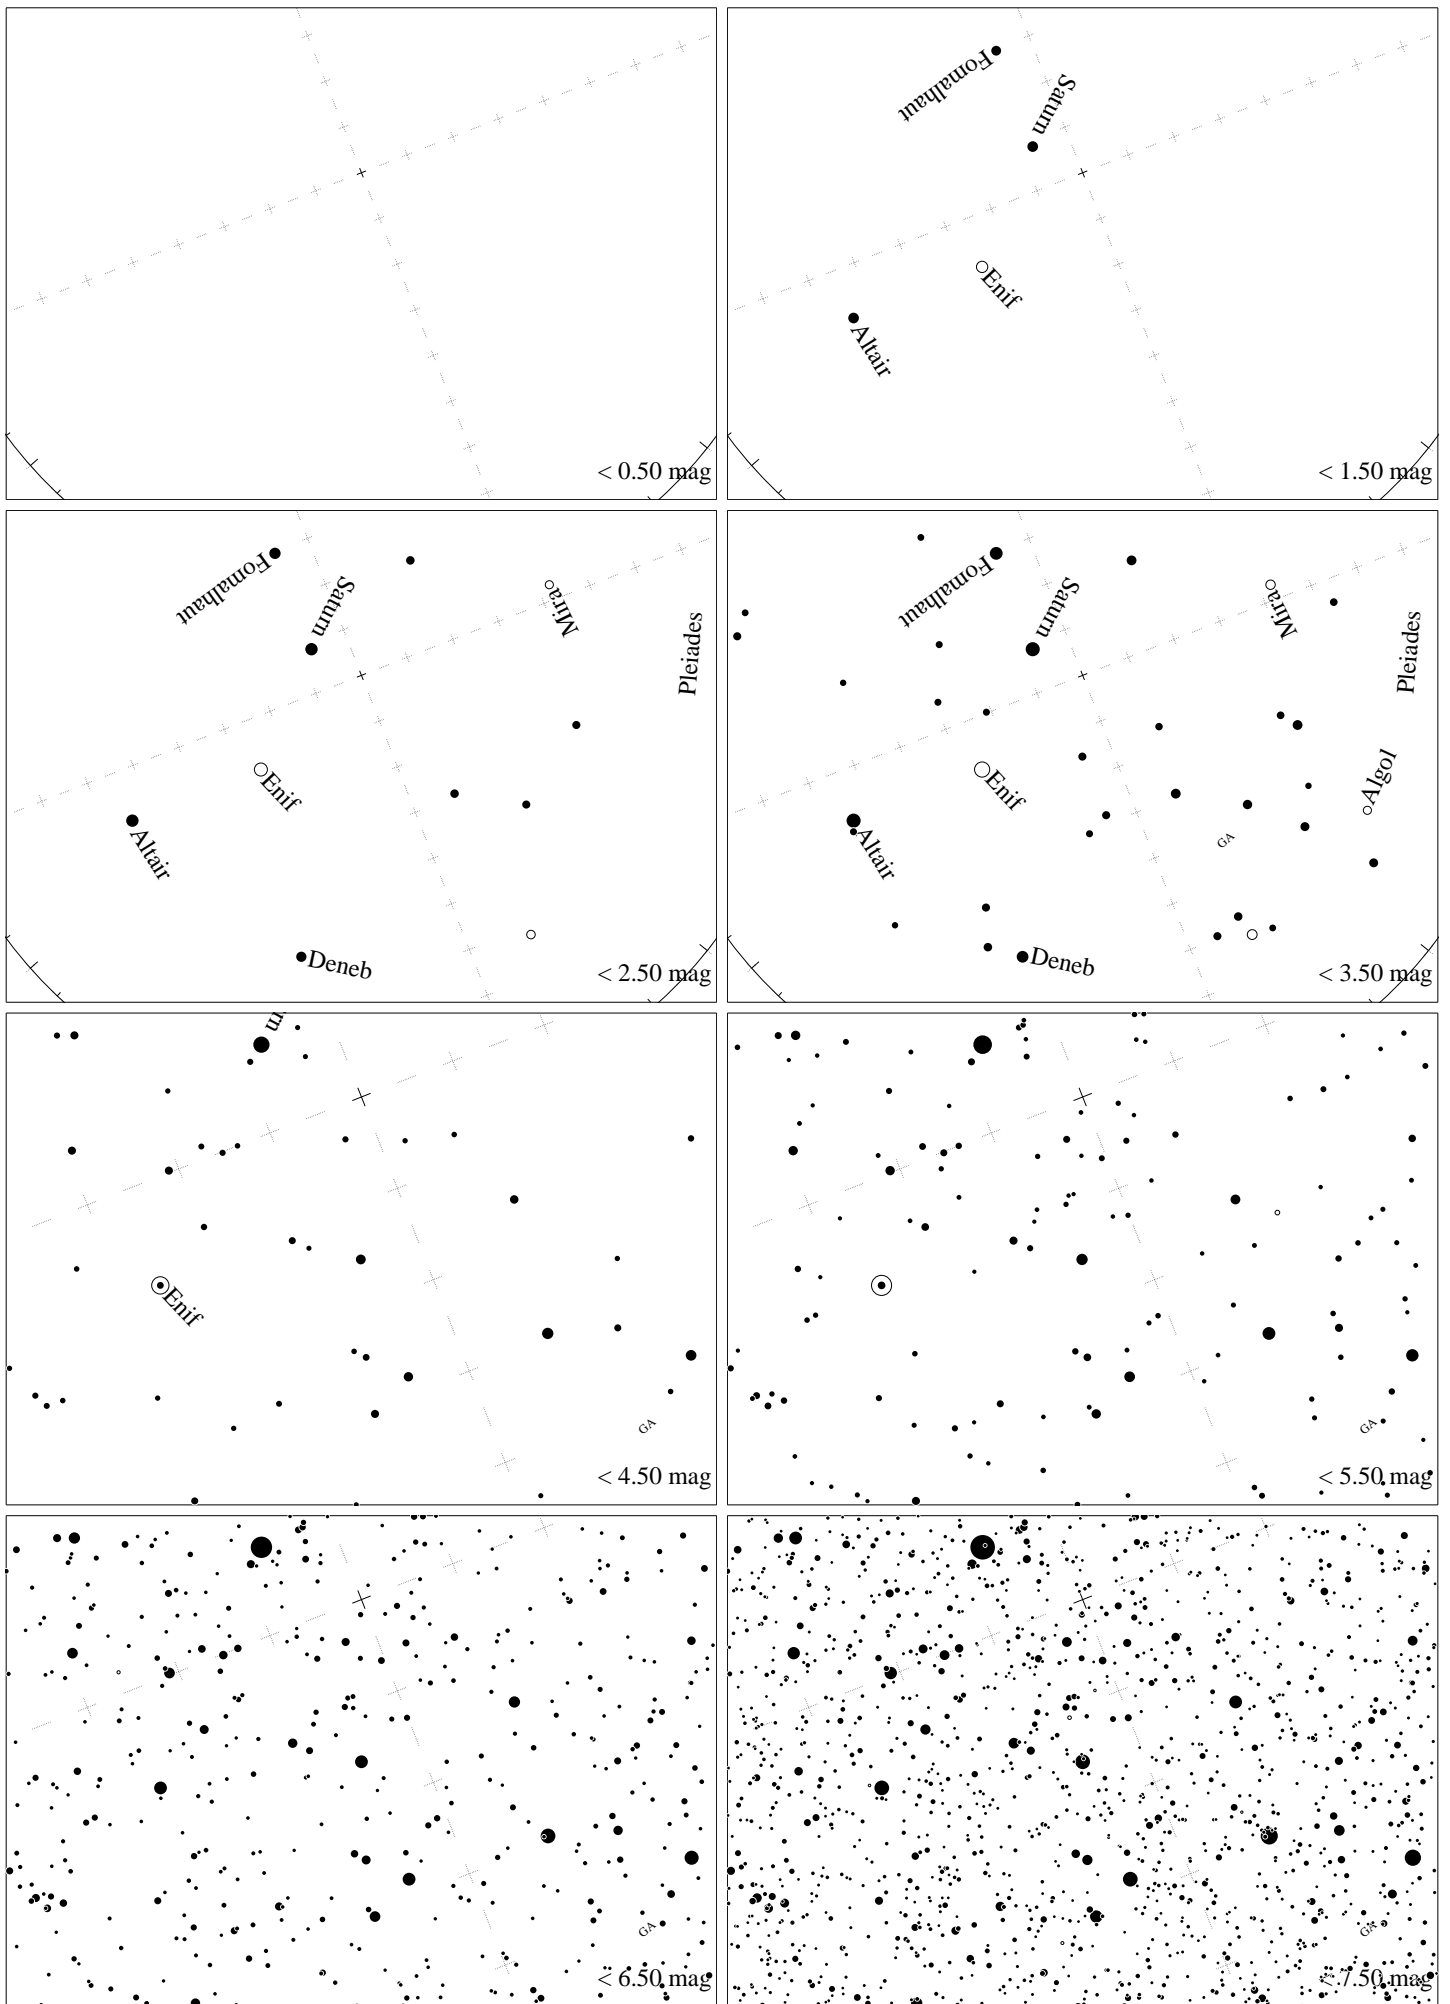 < 0.50 mag
Fomalhaut
Saturn
Enif
Altair
< 1.50 mag
Fomalhaut
Saturn
Mira
Pleiades
Enif
Altair
Deneb
< 2.50 mag
Fomalhaut
Saturn
Mira
Pleiades
Algol
Enif
GA
Altair
Deneb
< 3.50 mag
rn
Enif
GA
< 4.50 mag
GA
< 5.50 mag
GA
< 6.50 mag
GA
< 7.50 mag